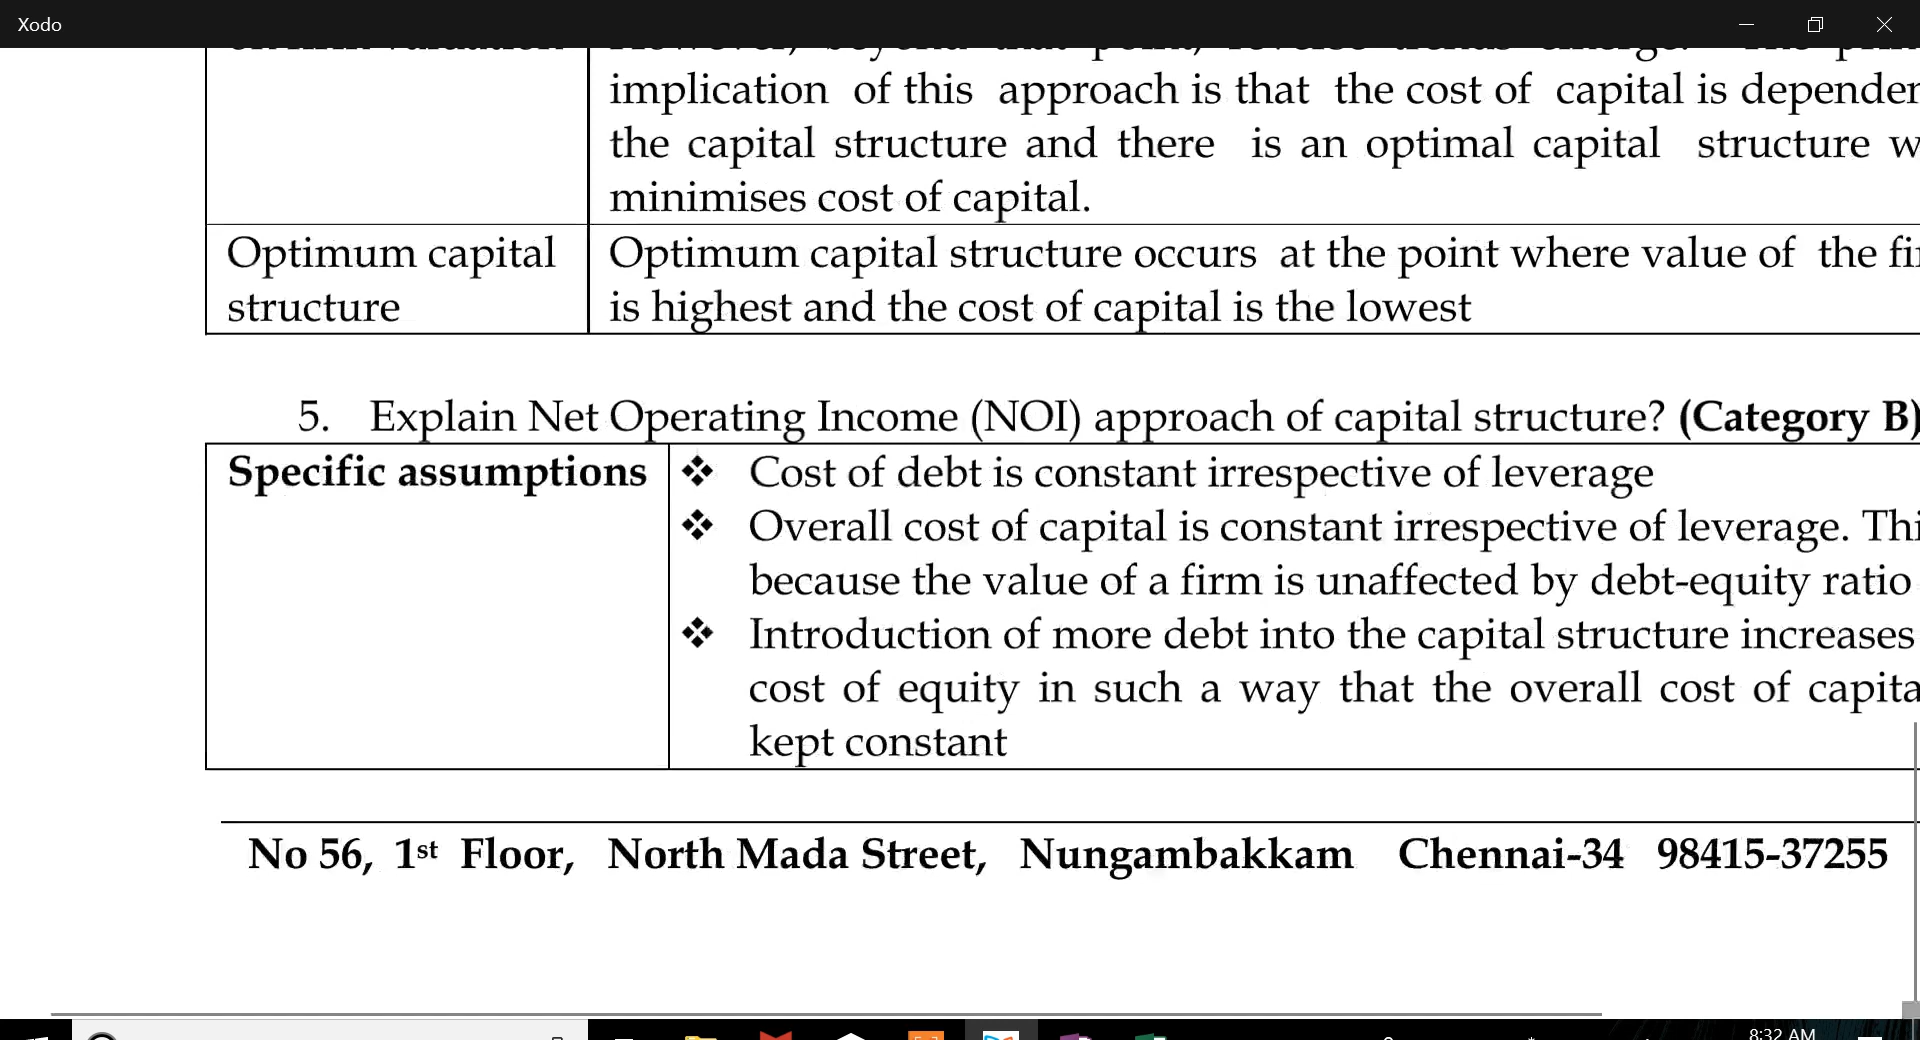 Xodo
implication of this approach is that the cost of capital is
the capital structure and there is an optimal capital structure
minimises cost of capital.
Optimum capital
structure
Optimum capital structure occurs at the point where value of the
is highest and the cost of capital is the lowest
5. Explain Net Operating Income (NOI) approach of capital structure? (Category B)
Specific assumptions
❖ Cost of debt is constant irrespective of leverage
❖ Overall cost of capital is constant irrespective of leverage.
because the value of a firm is unaffected by debt-equity ratio
❖ Introduction of more debt into the capital structure increases
cost of equity in such a way that the overall cost of
kept constant
No 56, 1st Floor, North Mada Street, Nungambakkam Chennai-34 98415-37255
8:32 AM